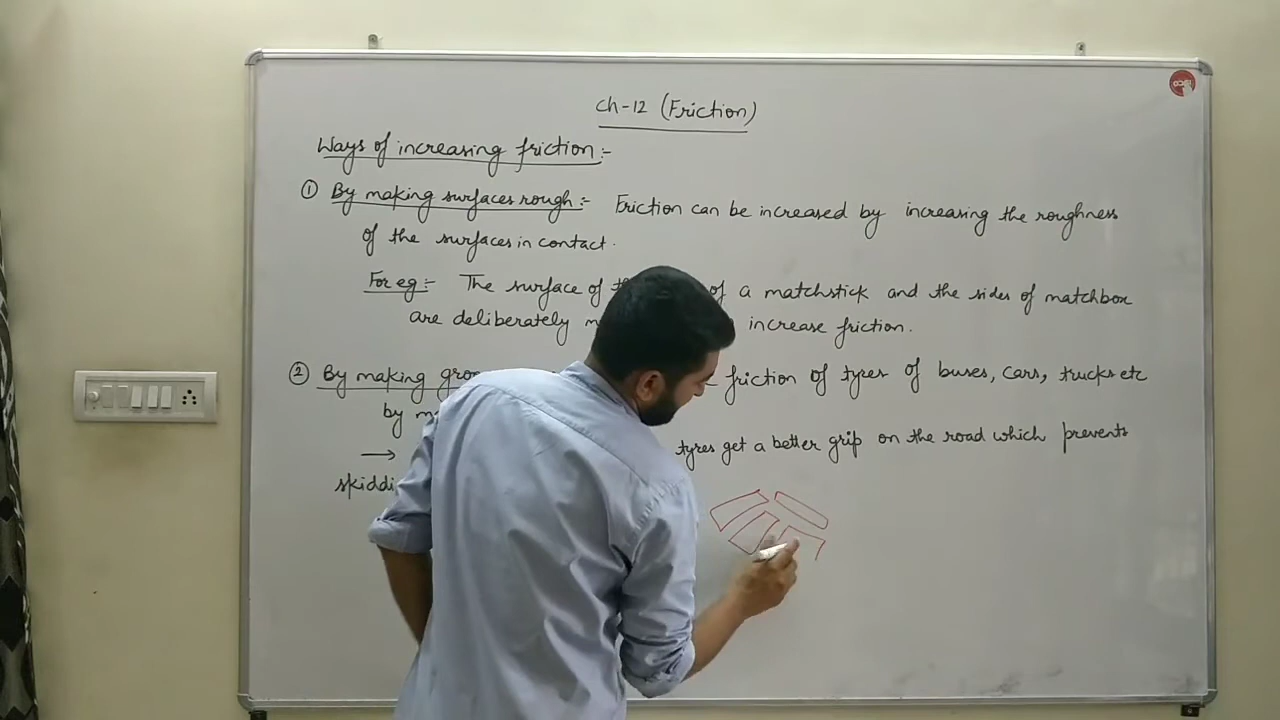 Ch-12 (Friction)
Ways of increasing friction:-
① By making surfaces rough:- Friction can be increased by increasing the roughness
of the surfaces in contact.
For eg:- The surface of of a matchstick and the sides of matchbox
are deliberately increase friction.
② By making friction of tyres of buses, cars, trucks etc
by
→ tyres get a better grip on the road which prevents